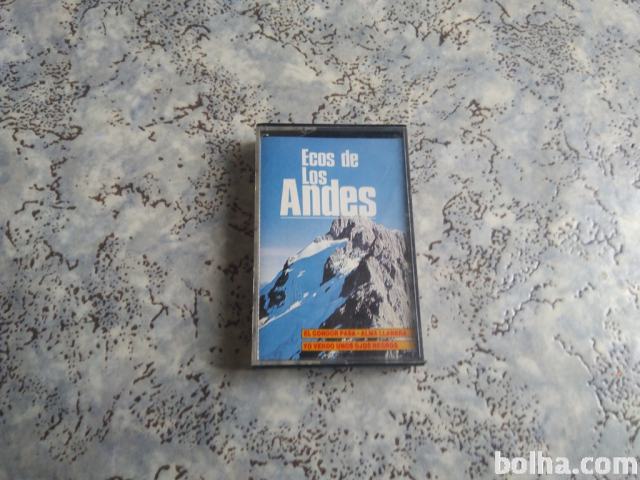 Ecos de
Los
Andes
EL CONDOR PASA - ALMA LLANERA
YO VENDO UNOS OJOS NEGROS
bolha.com